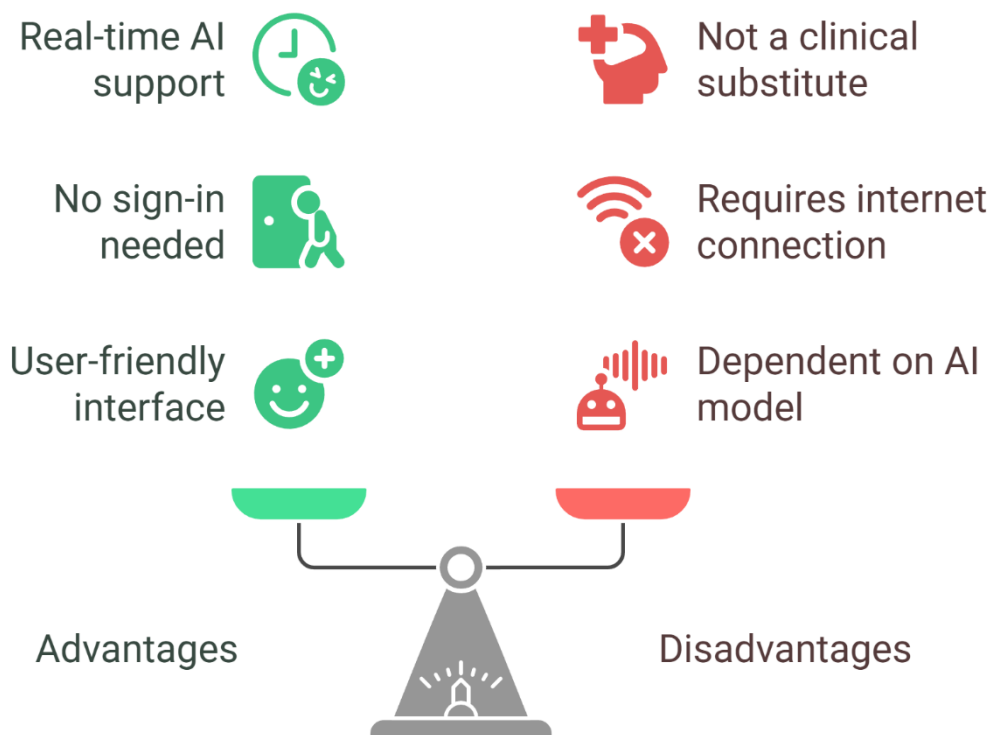 Real-time AI
support
No sign-in
needed
User-friendly
interface
Not a clinical
substitute
Requires internet
connection
Dependent on AI
model
Advantages
Disadvantages